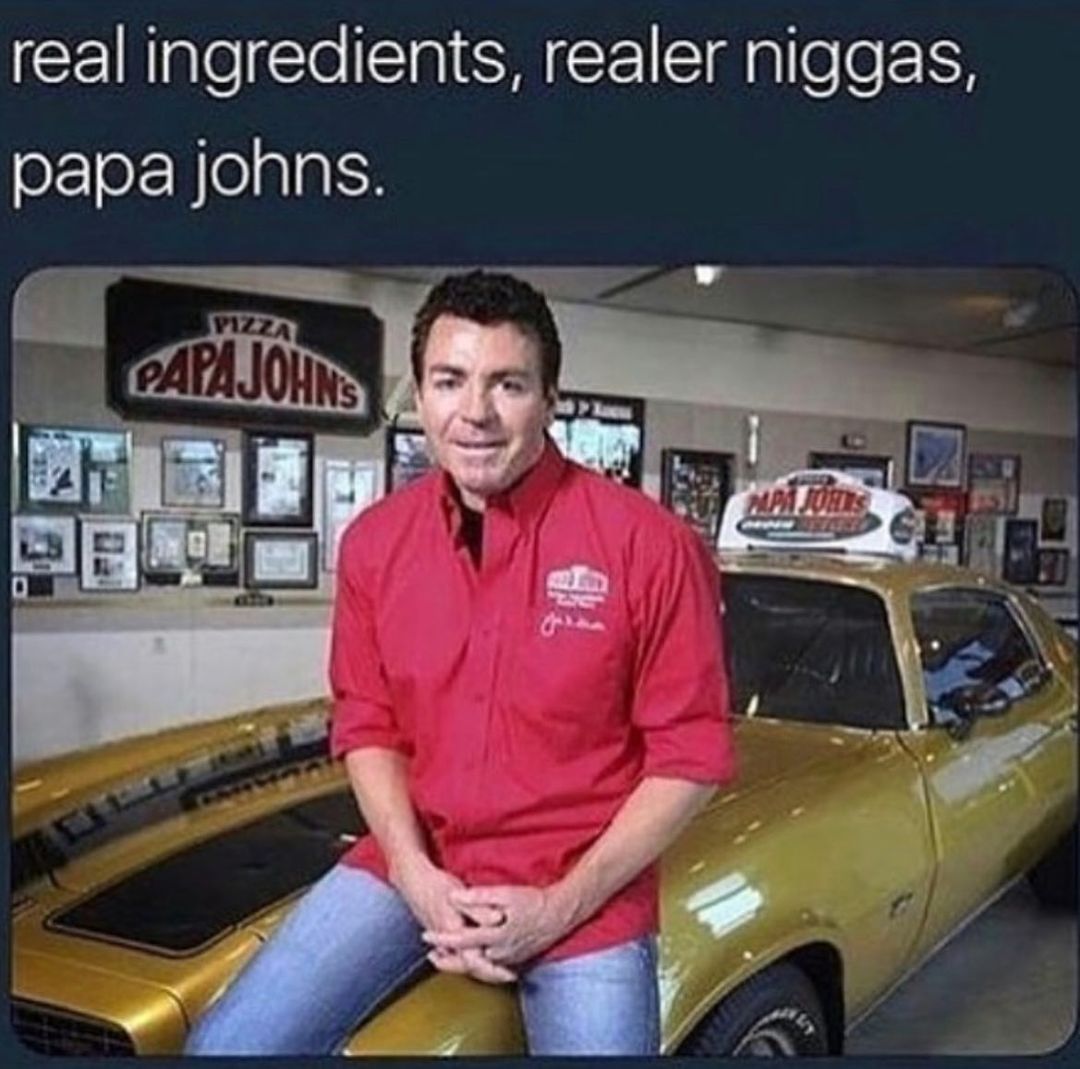 real ingredients, realer niggas,
papa johns.
PIZZA
PAPA JOHN'S
PAPA JOHNS